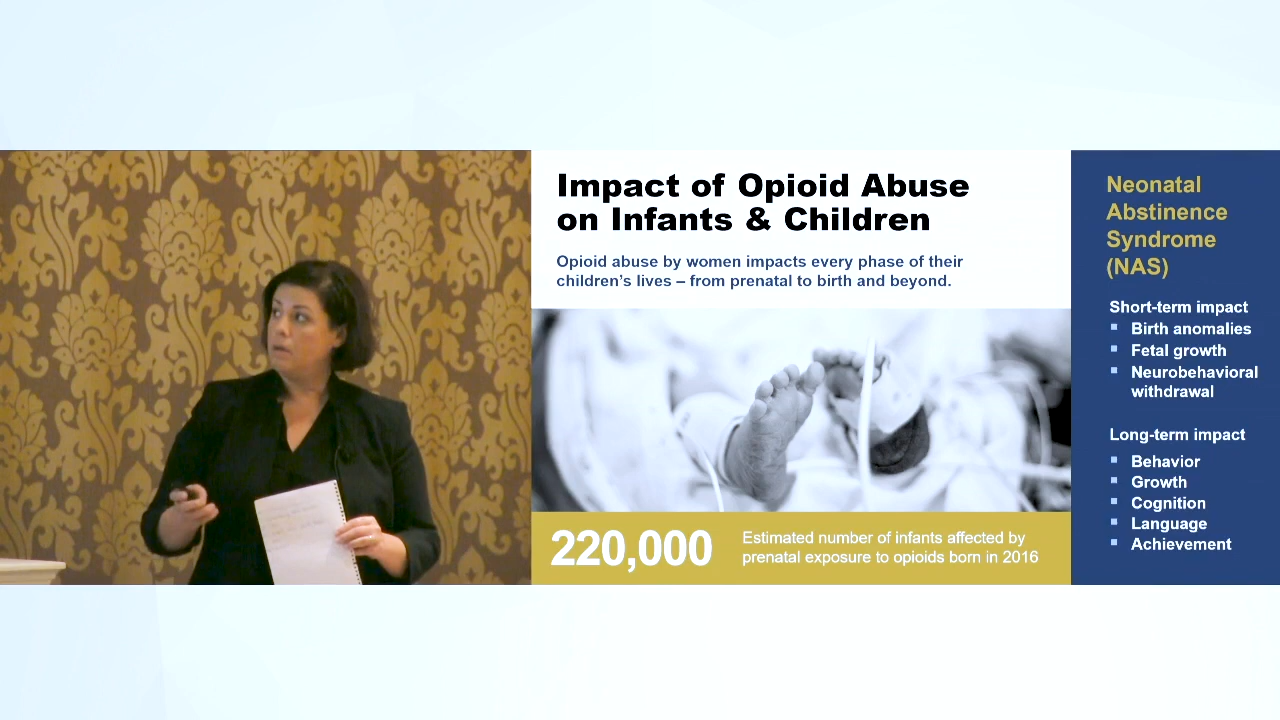 Impact of Opioid Abuse
on Infants & Children
Opioid abuse by women impacts every phase of their
children's lives – from prenatal to birth and beyond.
220,000
Estimated number of infants affected by
prenatal exposure to opioids born in 2016
Neonatal
Abstinence
Syndrome
(NAS)
Short-term impact
Birth anomalies
Fetal growth
Neurobehavioral
withdrawal
Long-term impact
Behavior
Growth
Cognition
Language
Achievement